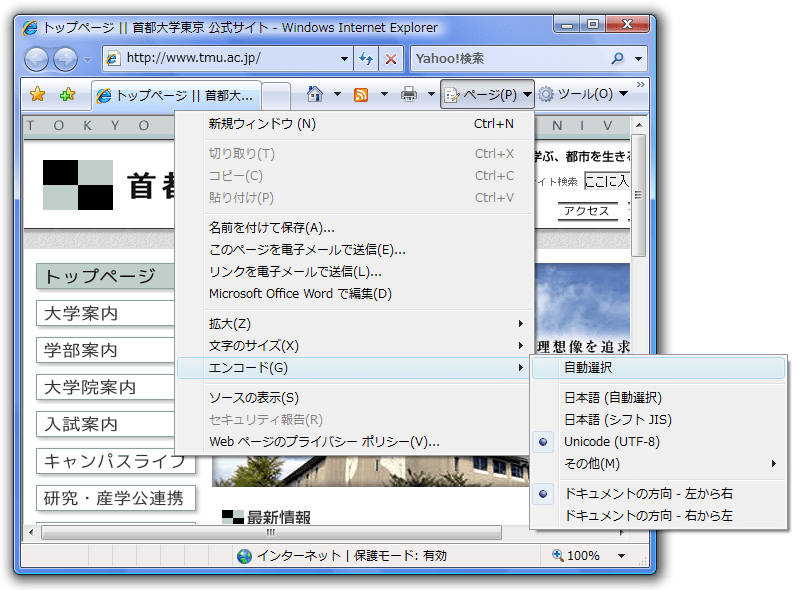 トップページ || 首都大学東京 公式サイト - Windows Internet Explorer
http://www.tmu.ac.jp/
Yahoo!検索
トップページ || 首都大...
ページ(P)
ツール(O)
T O K Y O
N I V
首都
学ぶ、都市を生きる
サイト検索
ここに入
アクセス
トップページ
大学案内
学部案内
大学院案内
入試案内
キャンパスライフ
研究・産学公連携
理想像を追求
最新情報
新規ウィンドウ (N) Ctrl+N
切り取り(T) Ctrl+X
コピー(C) Ctrl+C
貼り付け(P) Ctrl+V
名前を付けて保存(A)...
このページを電子メールで送信(E)...
リンクを電子メールで送信(L)...
Microsoft Office Word で編集(D)
拡大(Z)
文字のサイズ(X)
エンコード(G)
ソースの表示(S)
セキュリティ報告(R)
Web ページのプライバシー ポリシー(V)...
自動選択
日本語 (自動選択)
日本語 (シフト JIS)
Unicode (UTF-8)
その他(M)
ドキュメントの方向 - 左から右
ドキュメントの方向 - 右から左
インターネット | 保護モード: 有効
100%